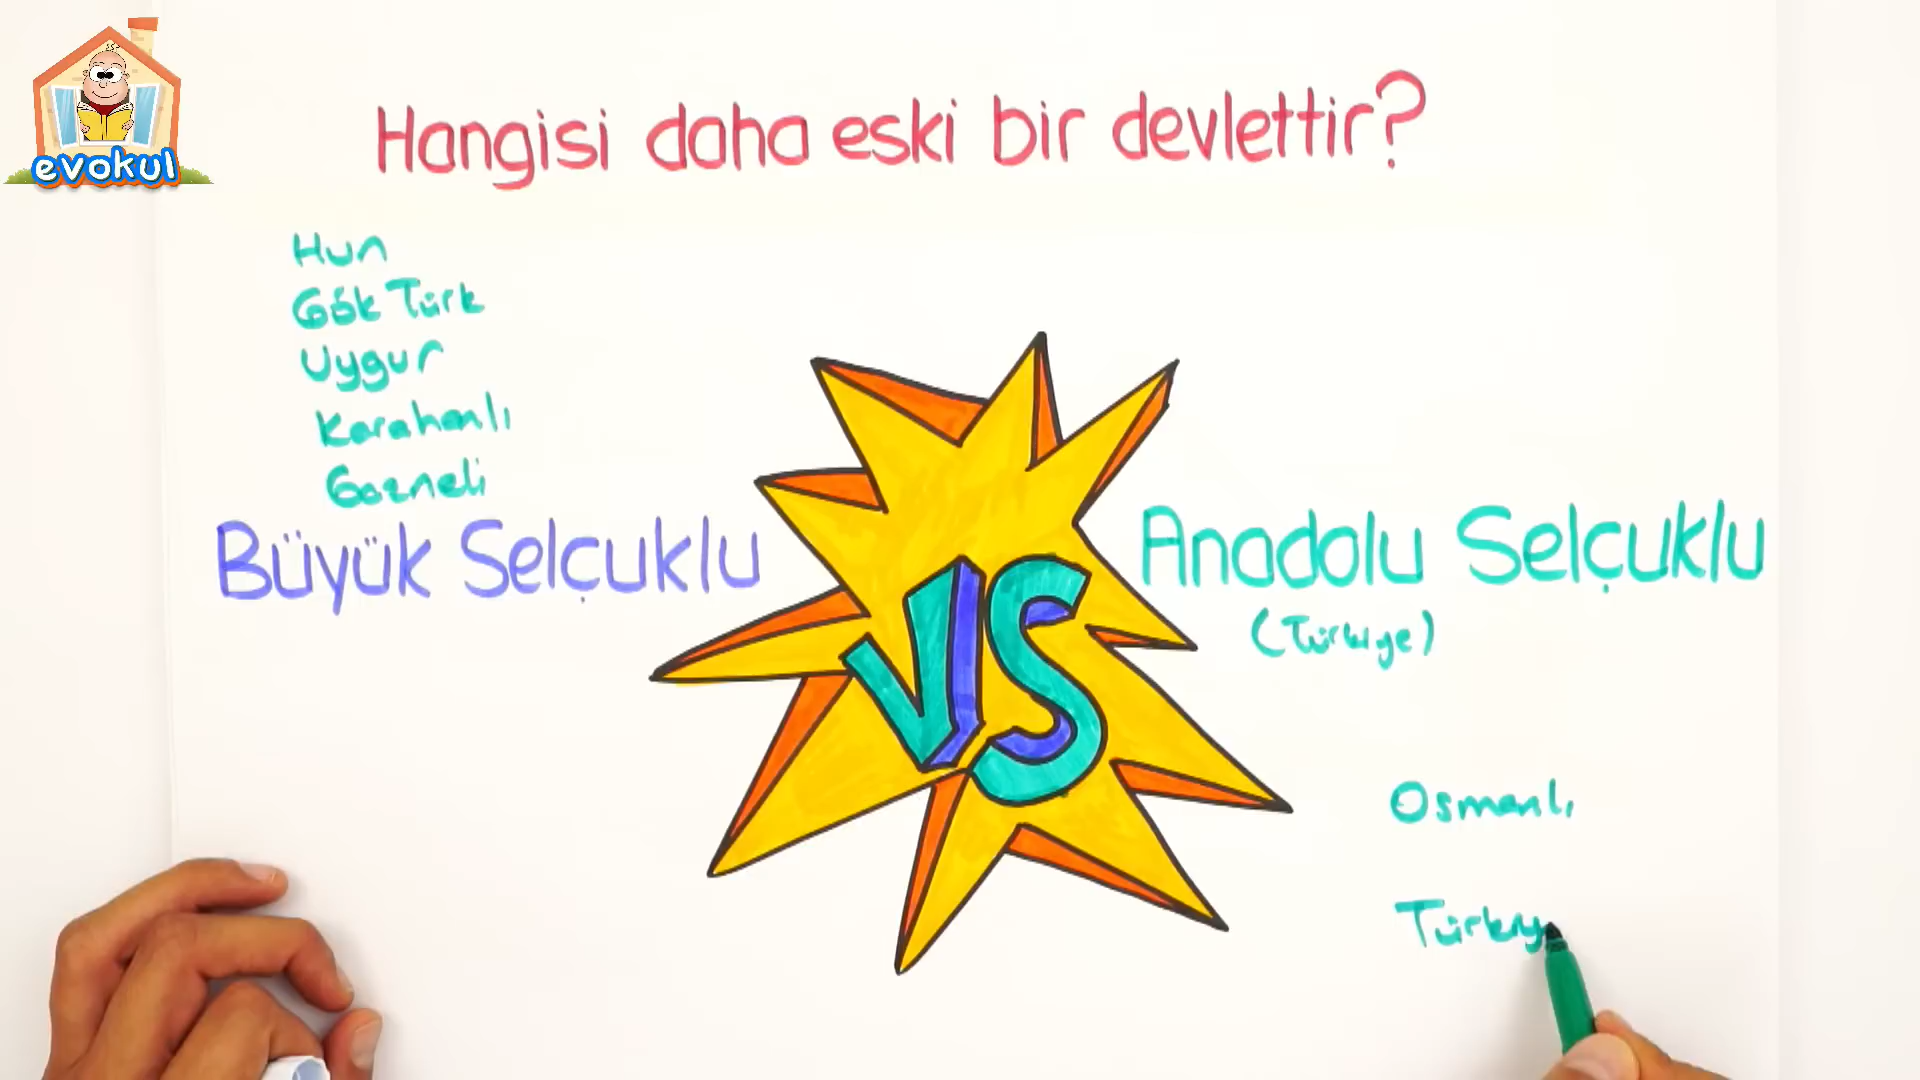 evokul
Hangisi daha eski bir devlettir?
Hun
Gök Türk
Uygur
Karahanlı
Gazneli
Büyük Selçuklu
VS
Anadolu Selçuklu
(Türkiye)
Osmanlı
Türkiy